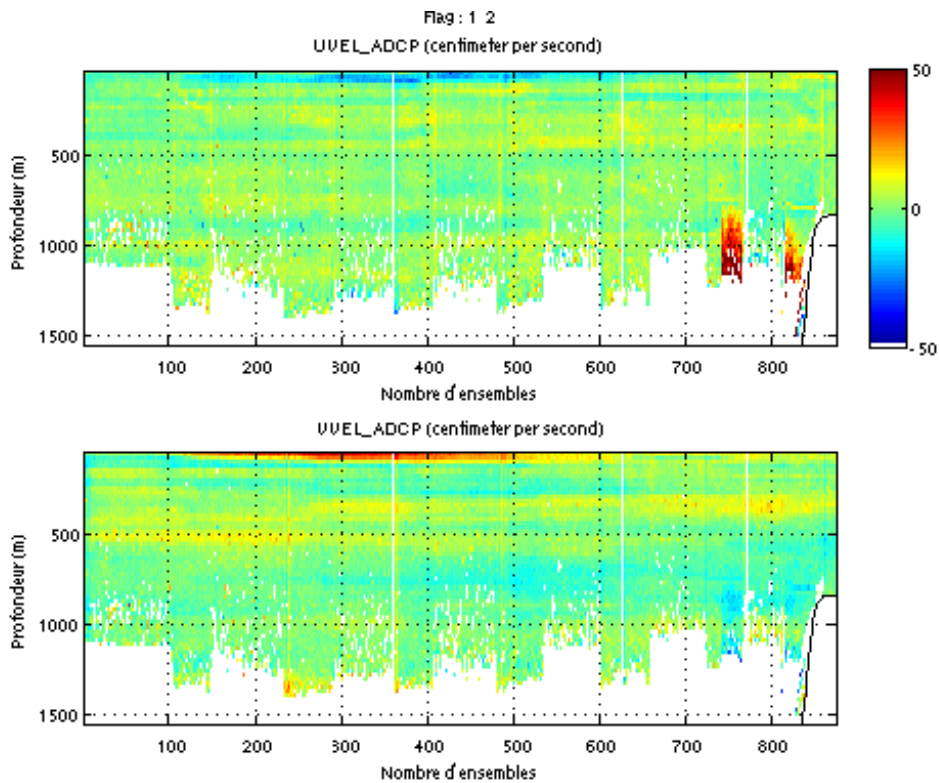 Flag : 1 2
UVEL_ADCP (centimeter per second)
50
0
-50
500
1000
1500
Profondeur (m)
100 200 300 400 500 600 700 800
Nombre d'ensembles
VVEL_ADCP (centimeter per second)
500
1000
1500
Profondeur (m)
100 200 300 400 500 600 700 800
Nombre d'ensembles